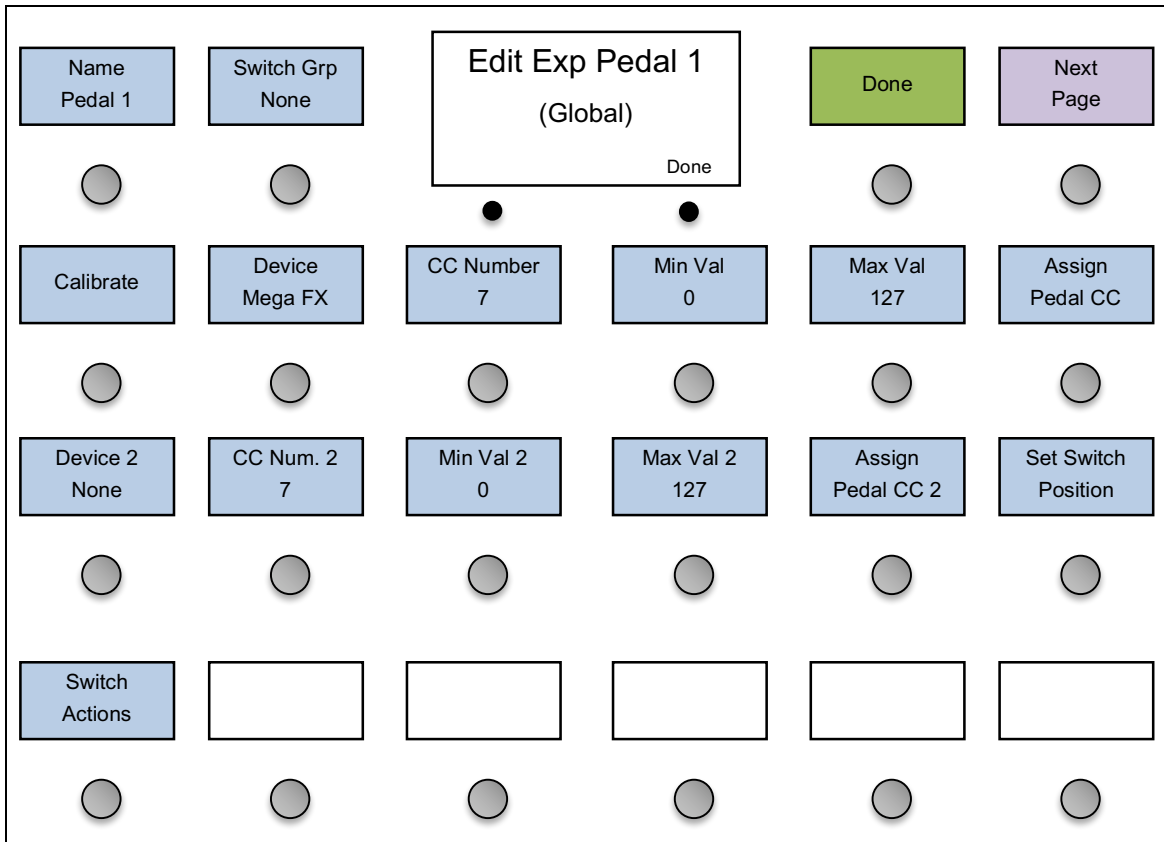 Name
Pedal 1
Switch Grp
None
Edit Exp Pedal 1
(Global)
Done
Done
Next
Page
Calibrate
Device
Mega FX
CC Number
7
Min Val
0
Max Val
127
Assign
Pedal CC
Device 2
None
CC Num. 2
7
Min Val 2
0
Max Val 2
127
Assign
Pedal CC 2
Set Switch
Position
Switch
Actions